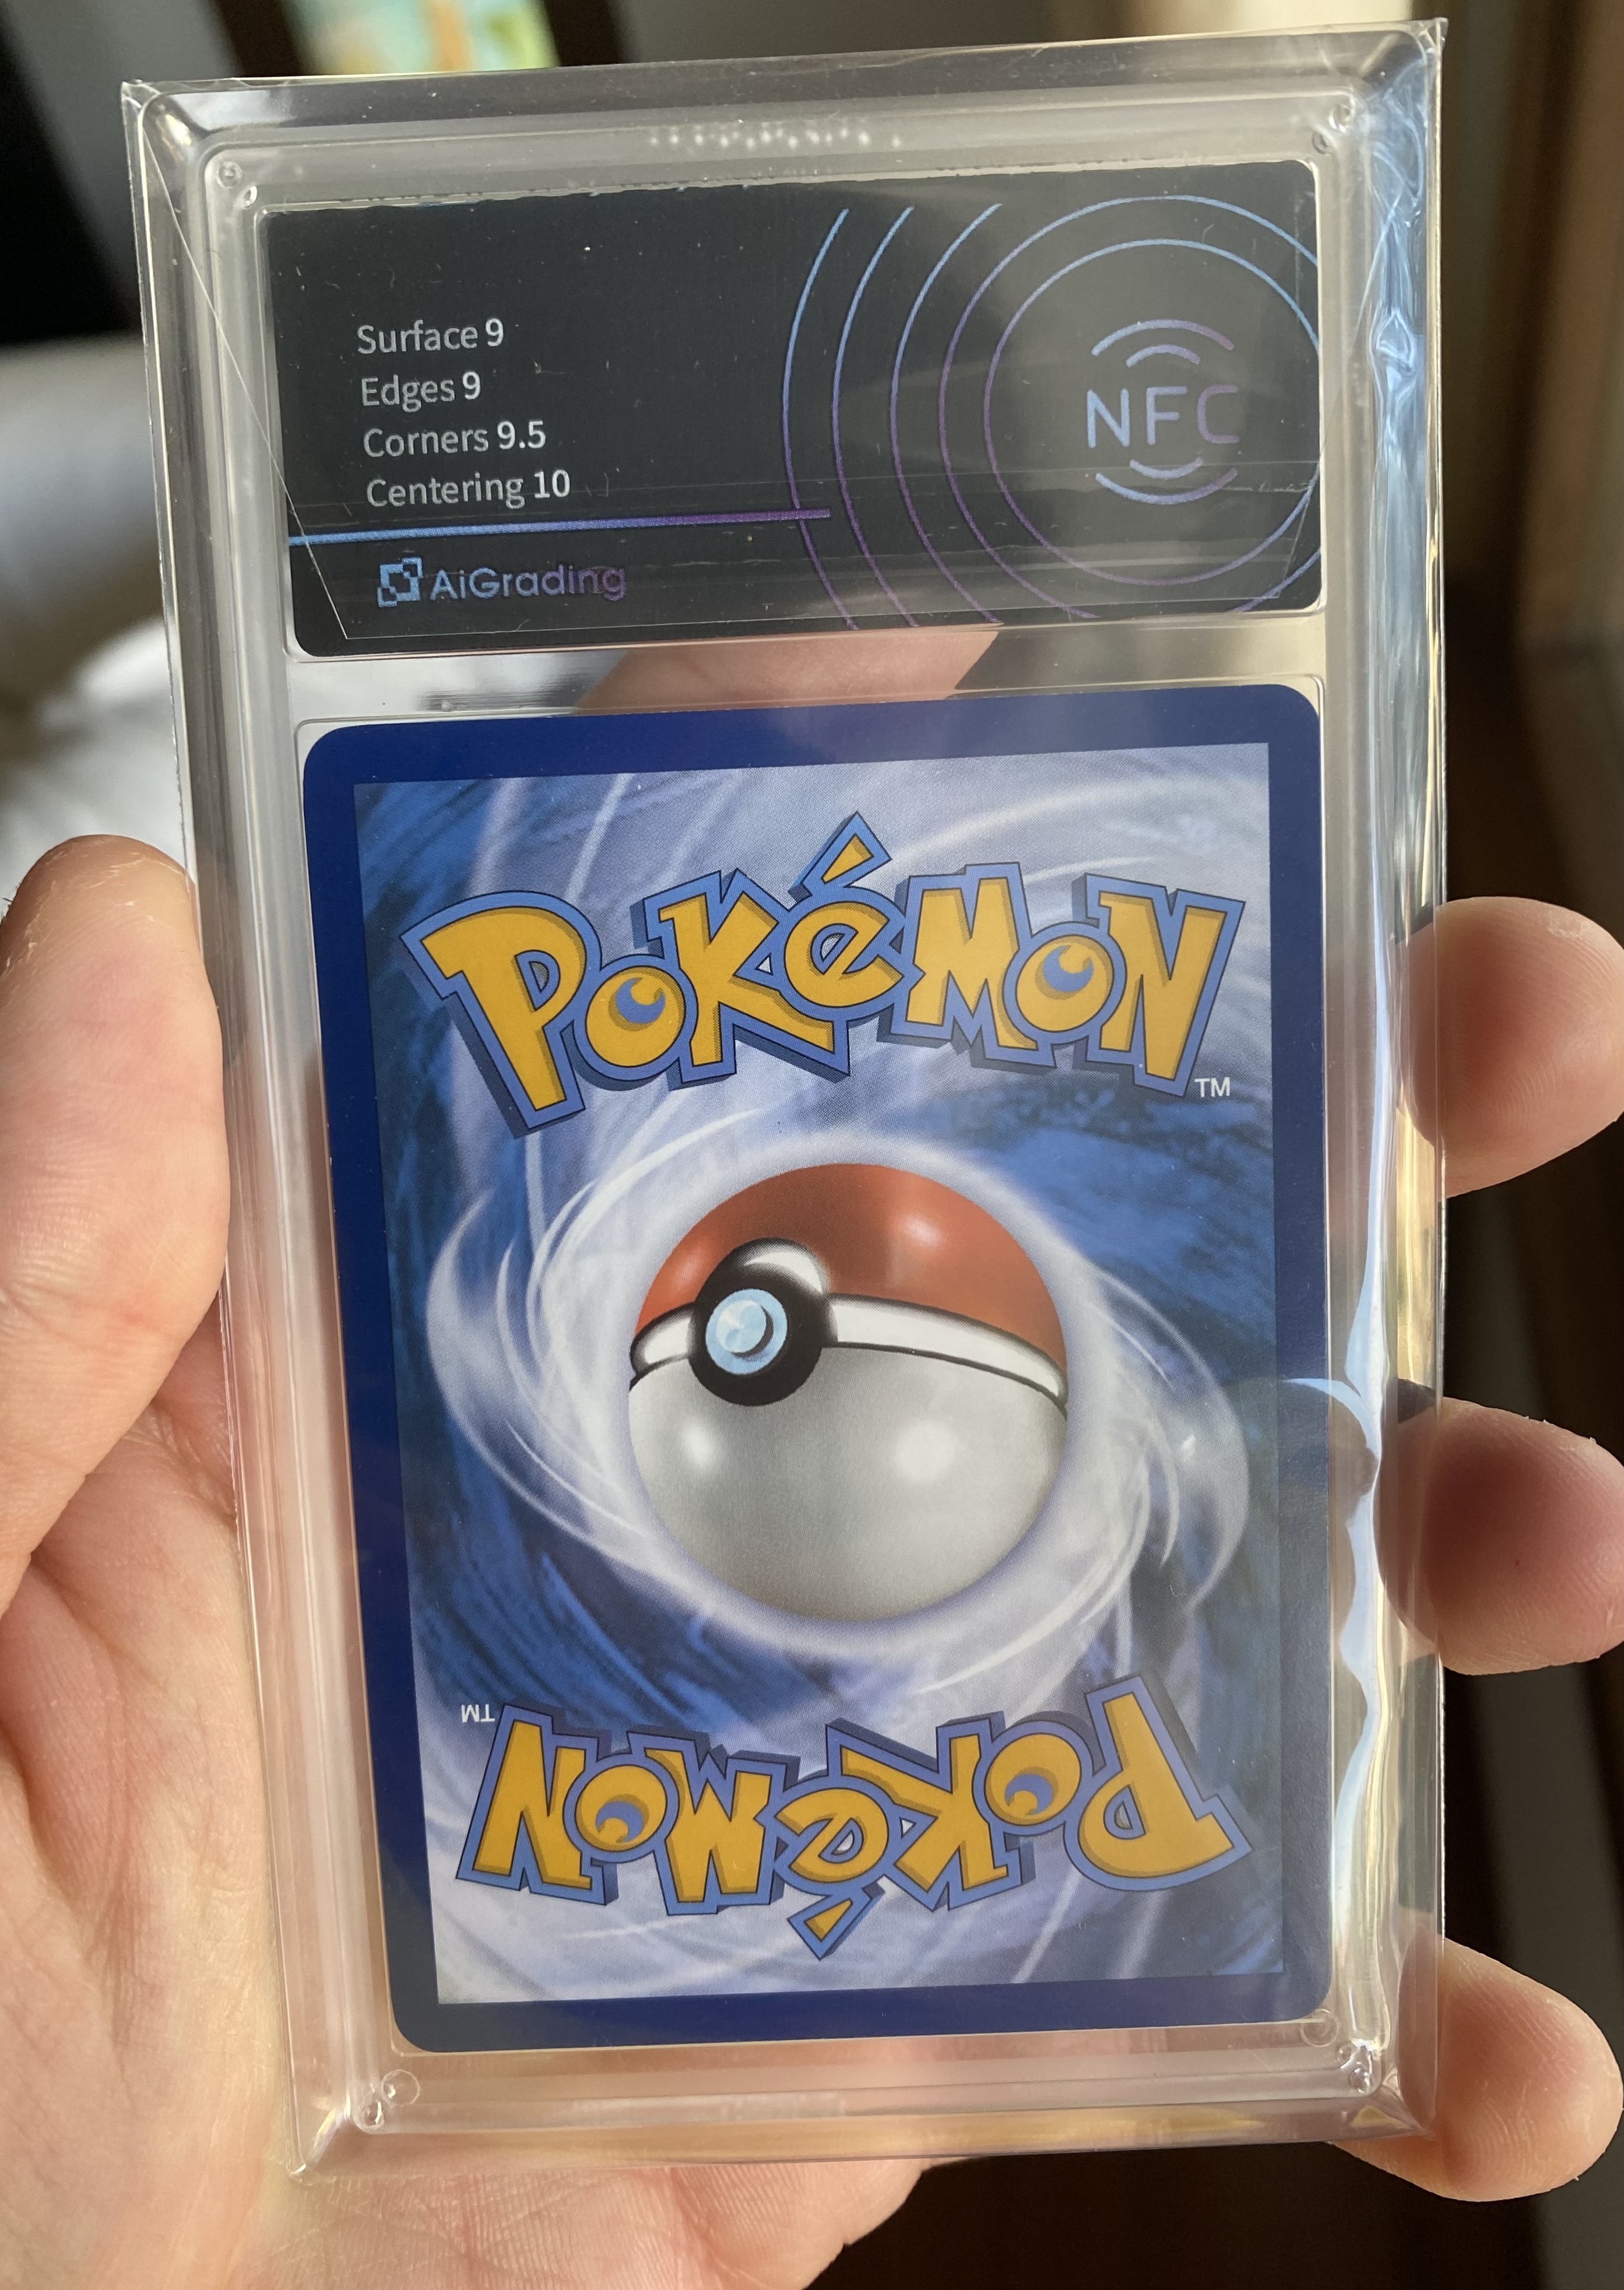 Surface 9
Edges 9
Corners 9.5
Centering 10
NFC
AiGrading
POKéMON
TM
TM
POKéMON